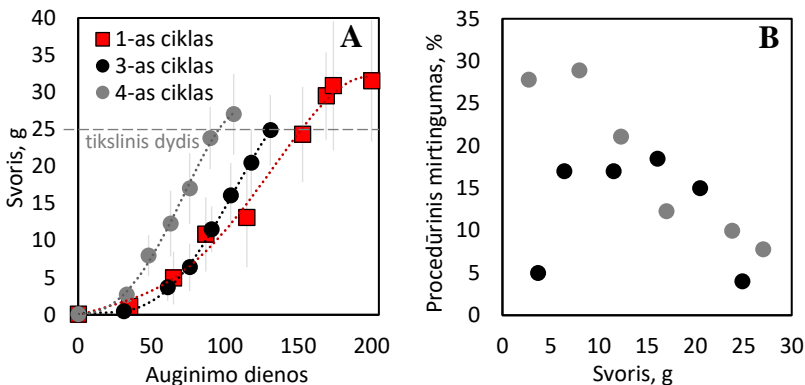 A
1-as ciklas
3-as ciklas
4-as ciklas
tikslinis dydis
Svoris, g
40
35
30
25
20
15
10
5
0
0
50
100
150
200
Auginimo dienos
B
Procedūrinis mirtingumas, %
35
30
25
20
15
10
5
0
0
5
10
15
20
25
30
Svoris, g